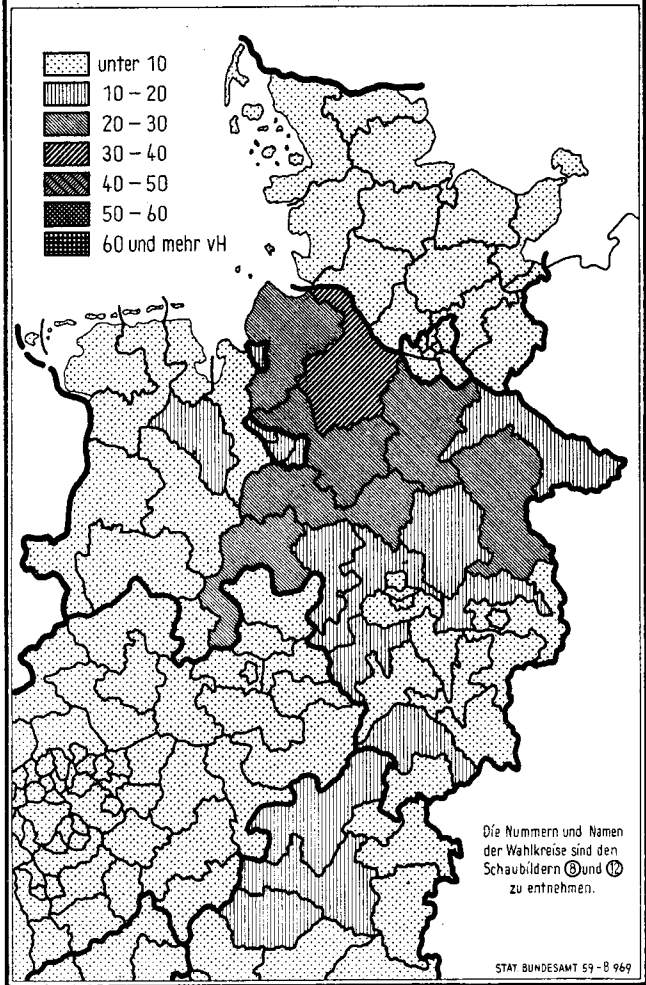 unter 10
10 – 20
20 – 30
30 – 40
40 – 50
50 – 60
60 und mehr vH
Die Nummern und Namen
der Wahlkreise sind den
Schaubildern ⑧ und ⑫
zu entnehmen.
STAT. BUNDESAMT 59 - B 969